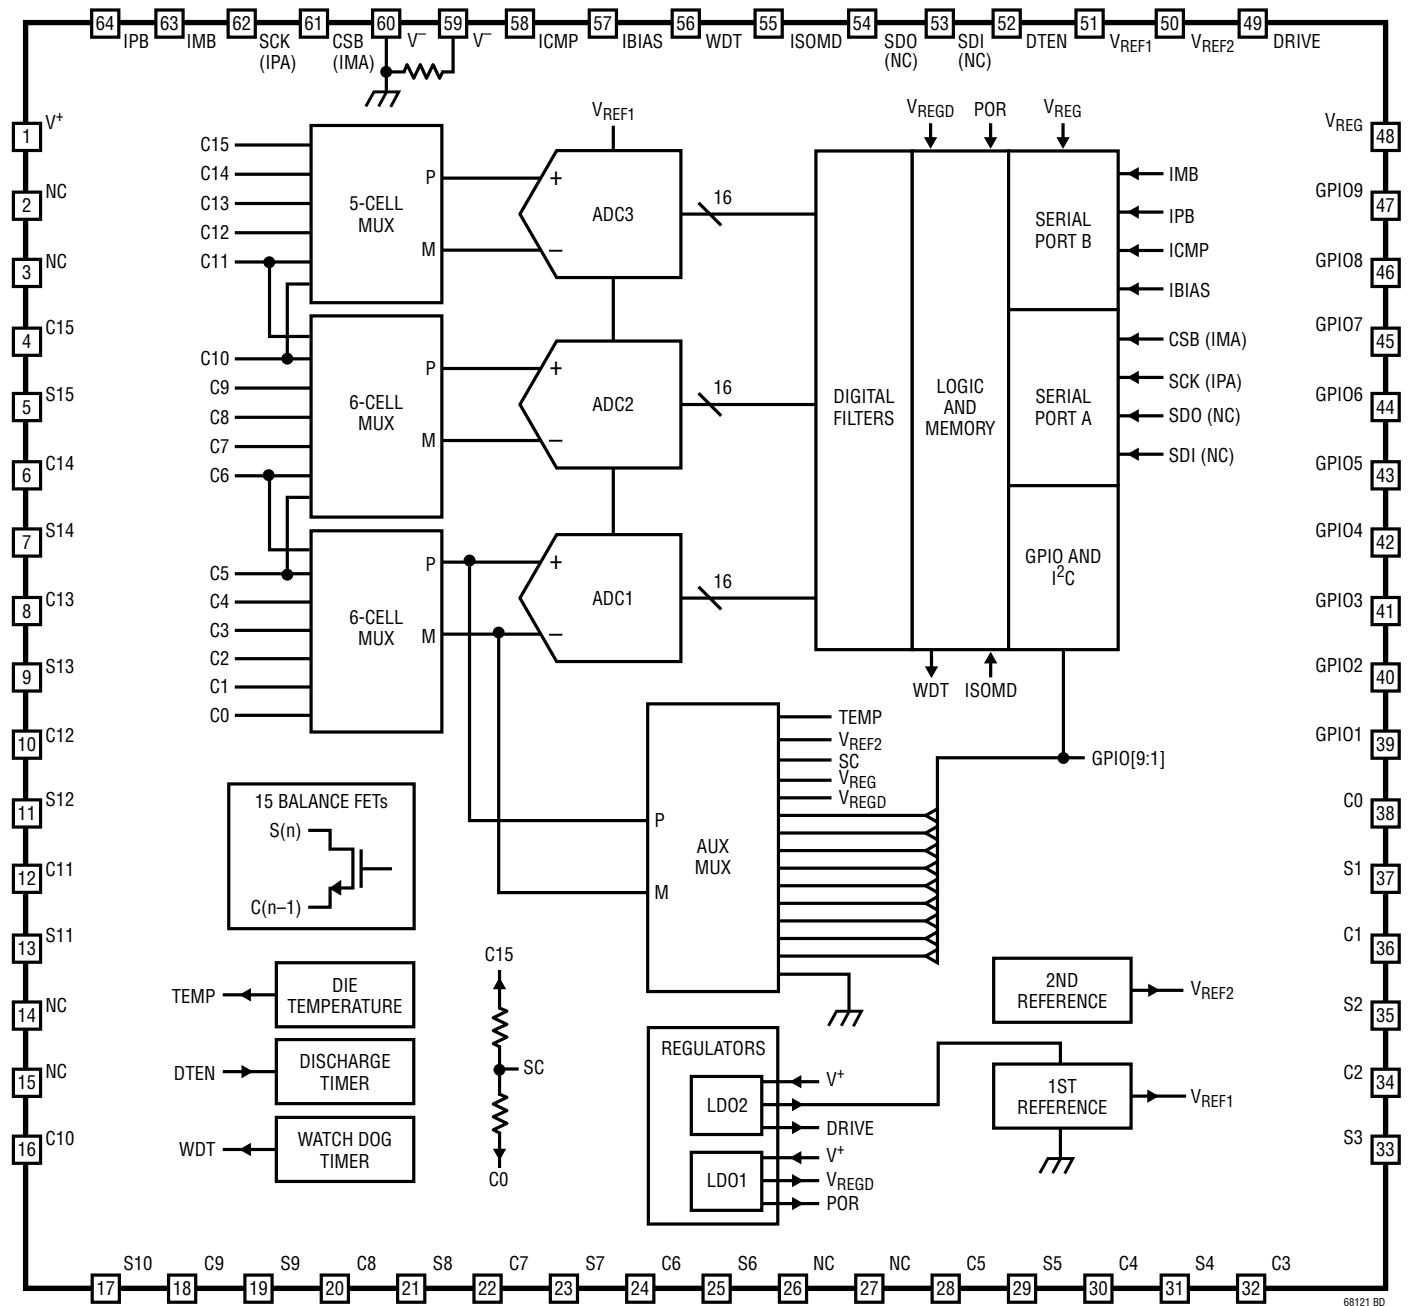 64 63 62 61 60 59 58 57 56 55 54 53 52 51 50 49
IPB IMB SCK CSB V– V– ICMP IBIAS WDT ISOMD SDO SDI DTEN VREF1 VREF2 DRIVE
(IPA) (IMA) (NC) (NC)
1 V+
2 NC
3 NC
4 C15
5 S15
6 C14
7 S14
8 C13
9 S13
10 C12
11 S12
12 C11
13 S11
14 NC
15 NC
16 C10
C15
C14
C13
C12
C11
5-CELL
MUX
P
M
C10
C9
C8
C7
C6
6-CELL
MUX
P
M
C5
C4
C3
C2
C1
C0
6-CELL
MUX
P
M
VREF1
+
–
ADC3
16
+
–
ADC2
16
+
–
ADC1
16
VREGD POR VREG
DIGITAL
FILTERS
LOGIC
AND
MEMORY
SERIAL
PORT B
SERIAL
PORT A
GPIO AND
I2C
IMB
IPB
ICMP
IBIAS
CSB (IMA)
SCK (IPA)
SDO (NC)
SDI (NC)
WDT ISOMD
TEMP
VREF2
SC
VREG
VREGD
GPIO[9:1]
P
M
AUX
MUX
15 BALANCE FETs
S(n)
C(n–1)
TEMP
DIE
TEMPERATURE
DTEN
DISCHARGE
TIMER
WDT
WATCH DOG
TIMER
C15
SC
C0
REGULATORS
LDO2
V+
DRIVE
LDO1
V+
VREGD
POR
2ND
REFERENCE
VREF2
1ST
REFERENCE
VREF1
VREG 48
GPIO9 47
GPIO8 46
GPIO7 45
GPIO6 44
GPIO5 43
GPIO4 42
GPIO3 41
GPIO2 40
GPIO1 39
C0 38
S1 37
C1 36
S2 35
C2 34
S3 33
S10 C9 S9 C8 S8 C7 S7 C6 S6 NC NC C5 S5 C4 S4 C3
17 18 19 20 21 22 23 24 25 26 27 28 29 30 31 32
68121 BD